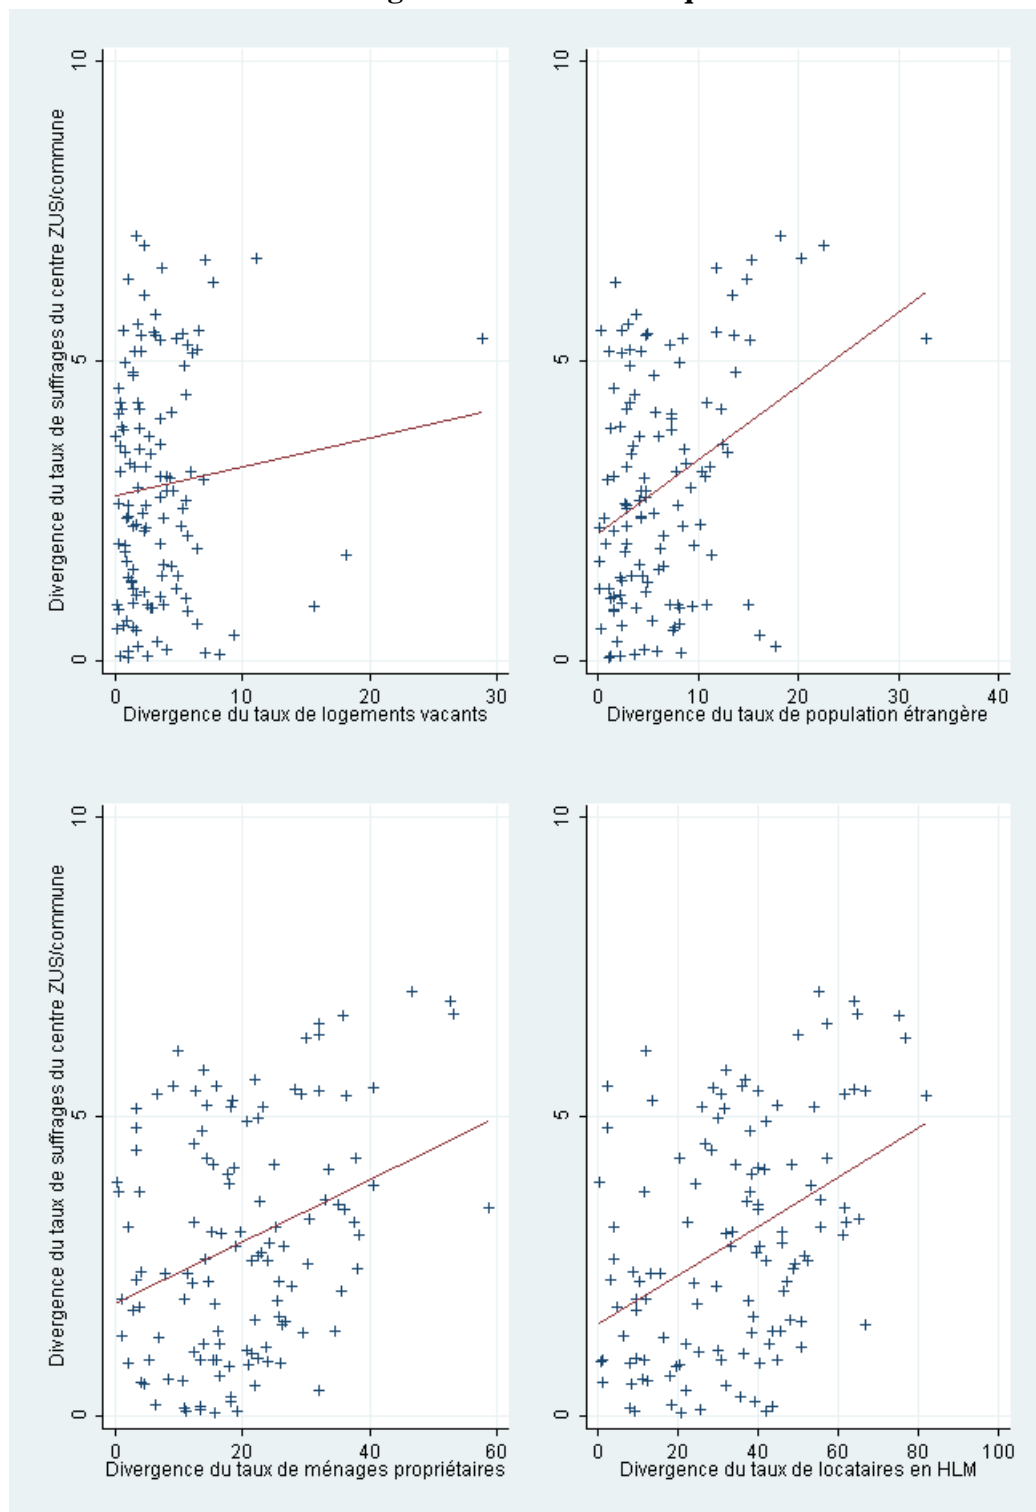 10
5
0
Divergence du taux de suffrages du centre ZUS/commune
0 10 20 30
Divergence du taux de logements vacants
10
5
0
0 10 20 30 40
Divergence du taux de population étrangère
10
5
0
Divergence du taux de suffrages du centre ZUS/commune
0 20 40 60
Divergence du taux de ménages propriétaires
10
5
0
0 20 40 60 80 100
Divergence du taux de locataires en HLM